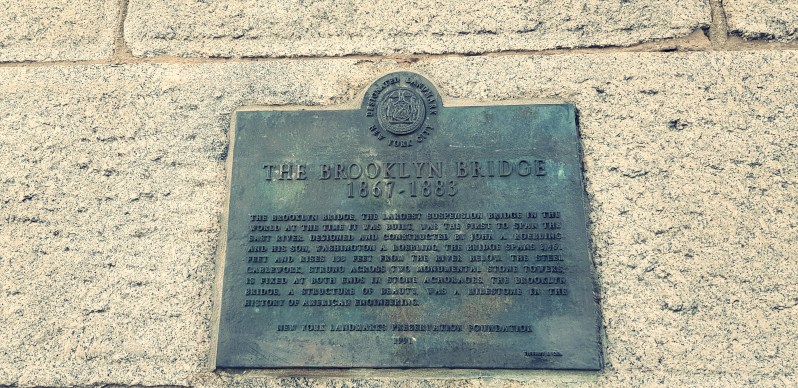 DESIGNATED LANDMARK
NEW YORK CITY
THE BROOKLYN BRIDGE
1867-1883
THE BROOKLYN BRIDGE, THE LARGEST SUSPENSION BRIDGE IN THE
WORLD AT THE TIME IT WAS BUILT, WAS THE FIRST TO SPAN THE
EAST RIVER. DESIGNED AND CONSTRUCTED BY JOHN A. ROEBLING
AND HIS SON, WASHINGTON A. ROEBLING, THE BRIDGE SPANS
FEET AND RISES 133 FEET FROM THE RIVER BELOW. THE STEEL
CABLEWORK, STRUNG ACROSS TWO MONUMENTAL STONE TOWERS,
IS FIXED AT BOTH ENDS IN STONE ACHORAGES. THE BROOKLYN
BRIDGE, A STRUCTURE OF BEAUTY, WAS A MILESTONE IN THE
HISTORY OF AMERICAN ENGINEERING.
NEW YORK LANDMARKS PRESERVATION FOUNDATION